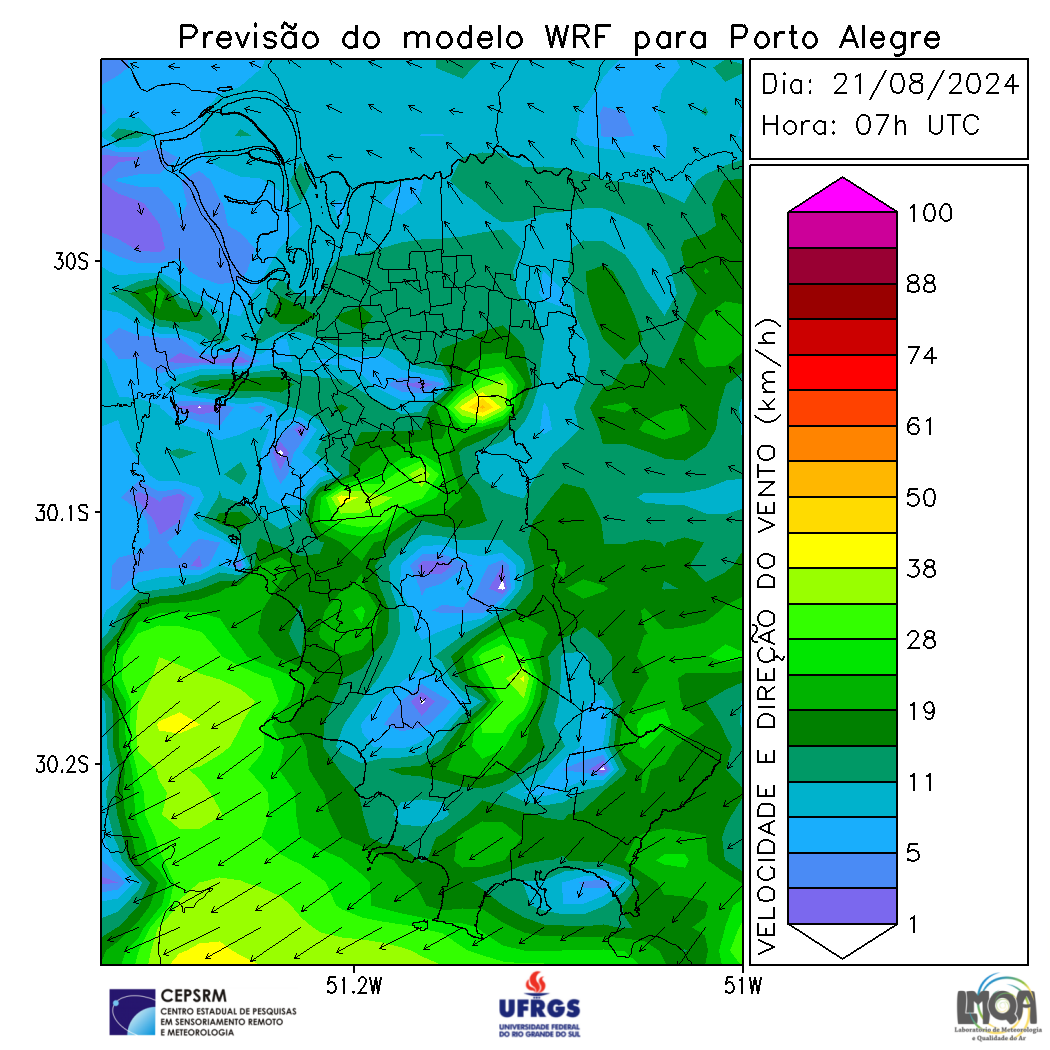 Previsão do modelo WRF para Porto Alegre
Dia: 21/08/2024
Hora: 07h UTC
30S
30.1S
30.2S
51.2W
51W
VELOCIDADE E DIREÇÃO DO VENTO (km/h)
100
88
74
61
50
38
28
19
11
5
1
CEPSRM
CENTRO ESTADUAL DE PESQUISAS
EM SENSORIAMENTO REMOTO
E METEOROLOGIA
UFRGS
UNIVERSIDADE FEDERAL
DO RIO GRANDE DO SUL
LMQA
Laboratório de Meteorologia
e Qualidade do Ar